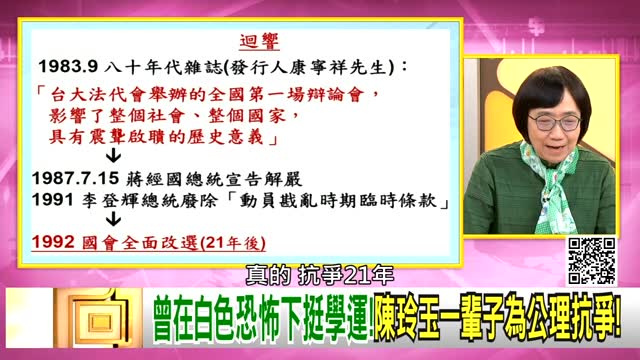 迴響
1983.9 八十年代雜誌(發行人康寧祥先生)：
「台大法代會舉辦的全國第一場辯論會，
影響了整個社會、整個國家，
具有震聾啟聵的歷史意義」
1987.7.15 蔣經國總統宣告解嚴
1991 李登輝總統廢除「動員戡亂時期臨時條款」
1992 國會全面改選(21年後)
真的 抗爭21年
曾在白色恐怖下挺學運!陳玲玉一輩子為公理抗爭!